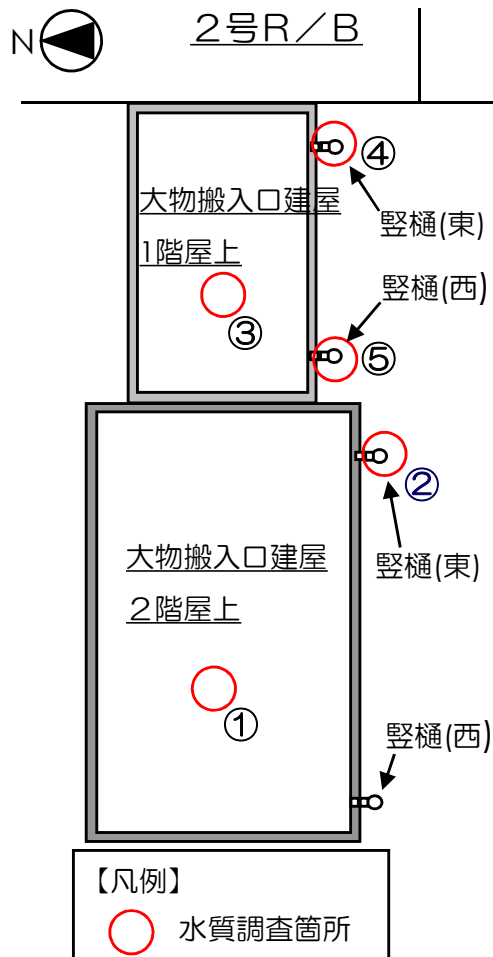 N
２号Ｒ／Ｂ
④
大物搬入口建屋
1階屋上
竪樋(東)
竪樋(西)
③
⑤
②
大物搬入口建屋
２階屋上
竪樋(東)
①
竪樋(西)
【凡例】
水質調査箇所